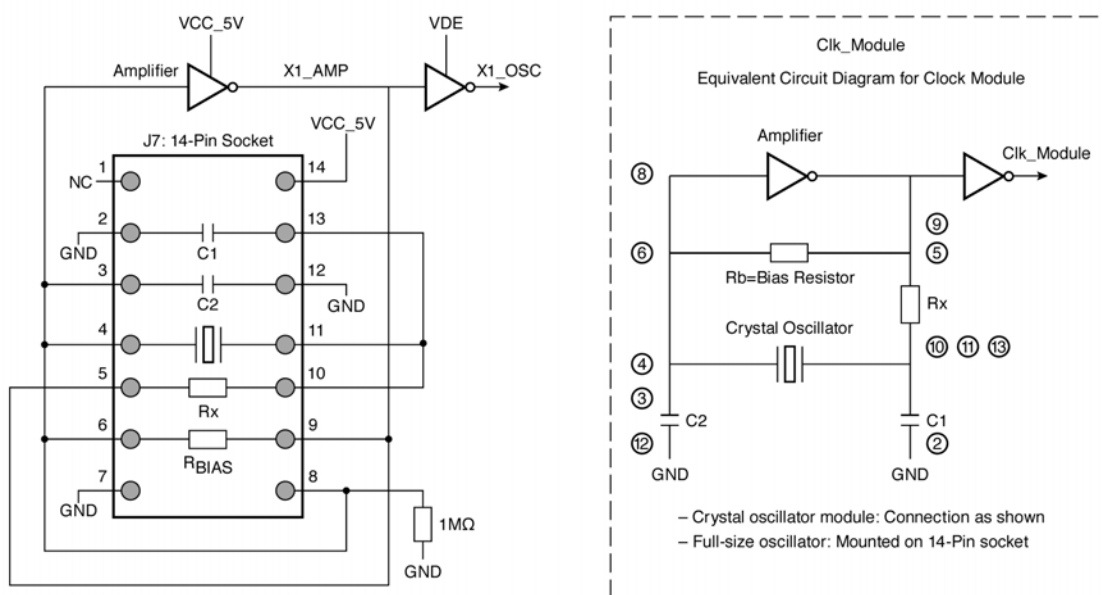 VCC_5V
VDE
Amplifier
X1_AMP
X1_OSC
VCC_5V
J7: 14-Pin Socket
1
14
NC
2
13
GND
C1
3
12
C2
GND
4
11
5
10
Rx
6
9
RBIAS
7
8
GND
1MΩ
GND
Clk_Module
Equivalent Circuit Diagram for Clock Module
Amplifier
Clk_Module
⑧
⑨
⑥
⑤
Rb=Bias Resistor
Rx
Crystal Oscillator
④
⑩ ⑪ ⑬
③
C2
C1
⑫
②
GND
GND
– Crystal oscillator module: Connection as shown
– Full-size oscillator: Mounted on 14-Pin socket